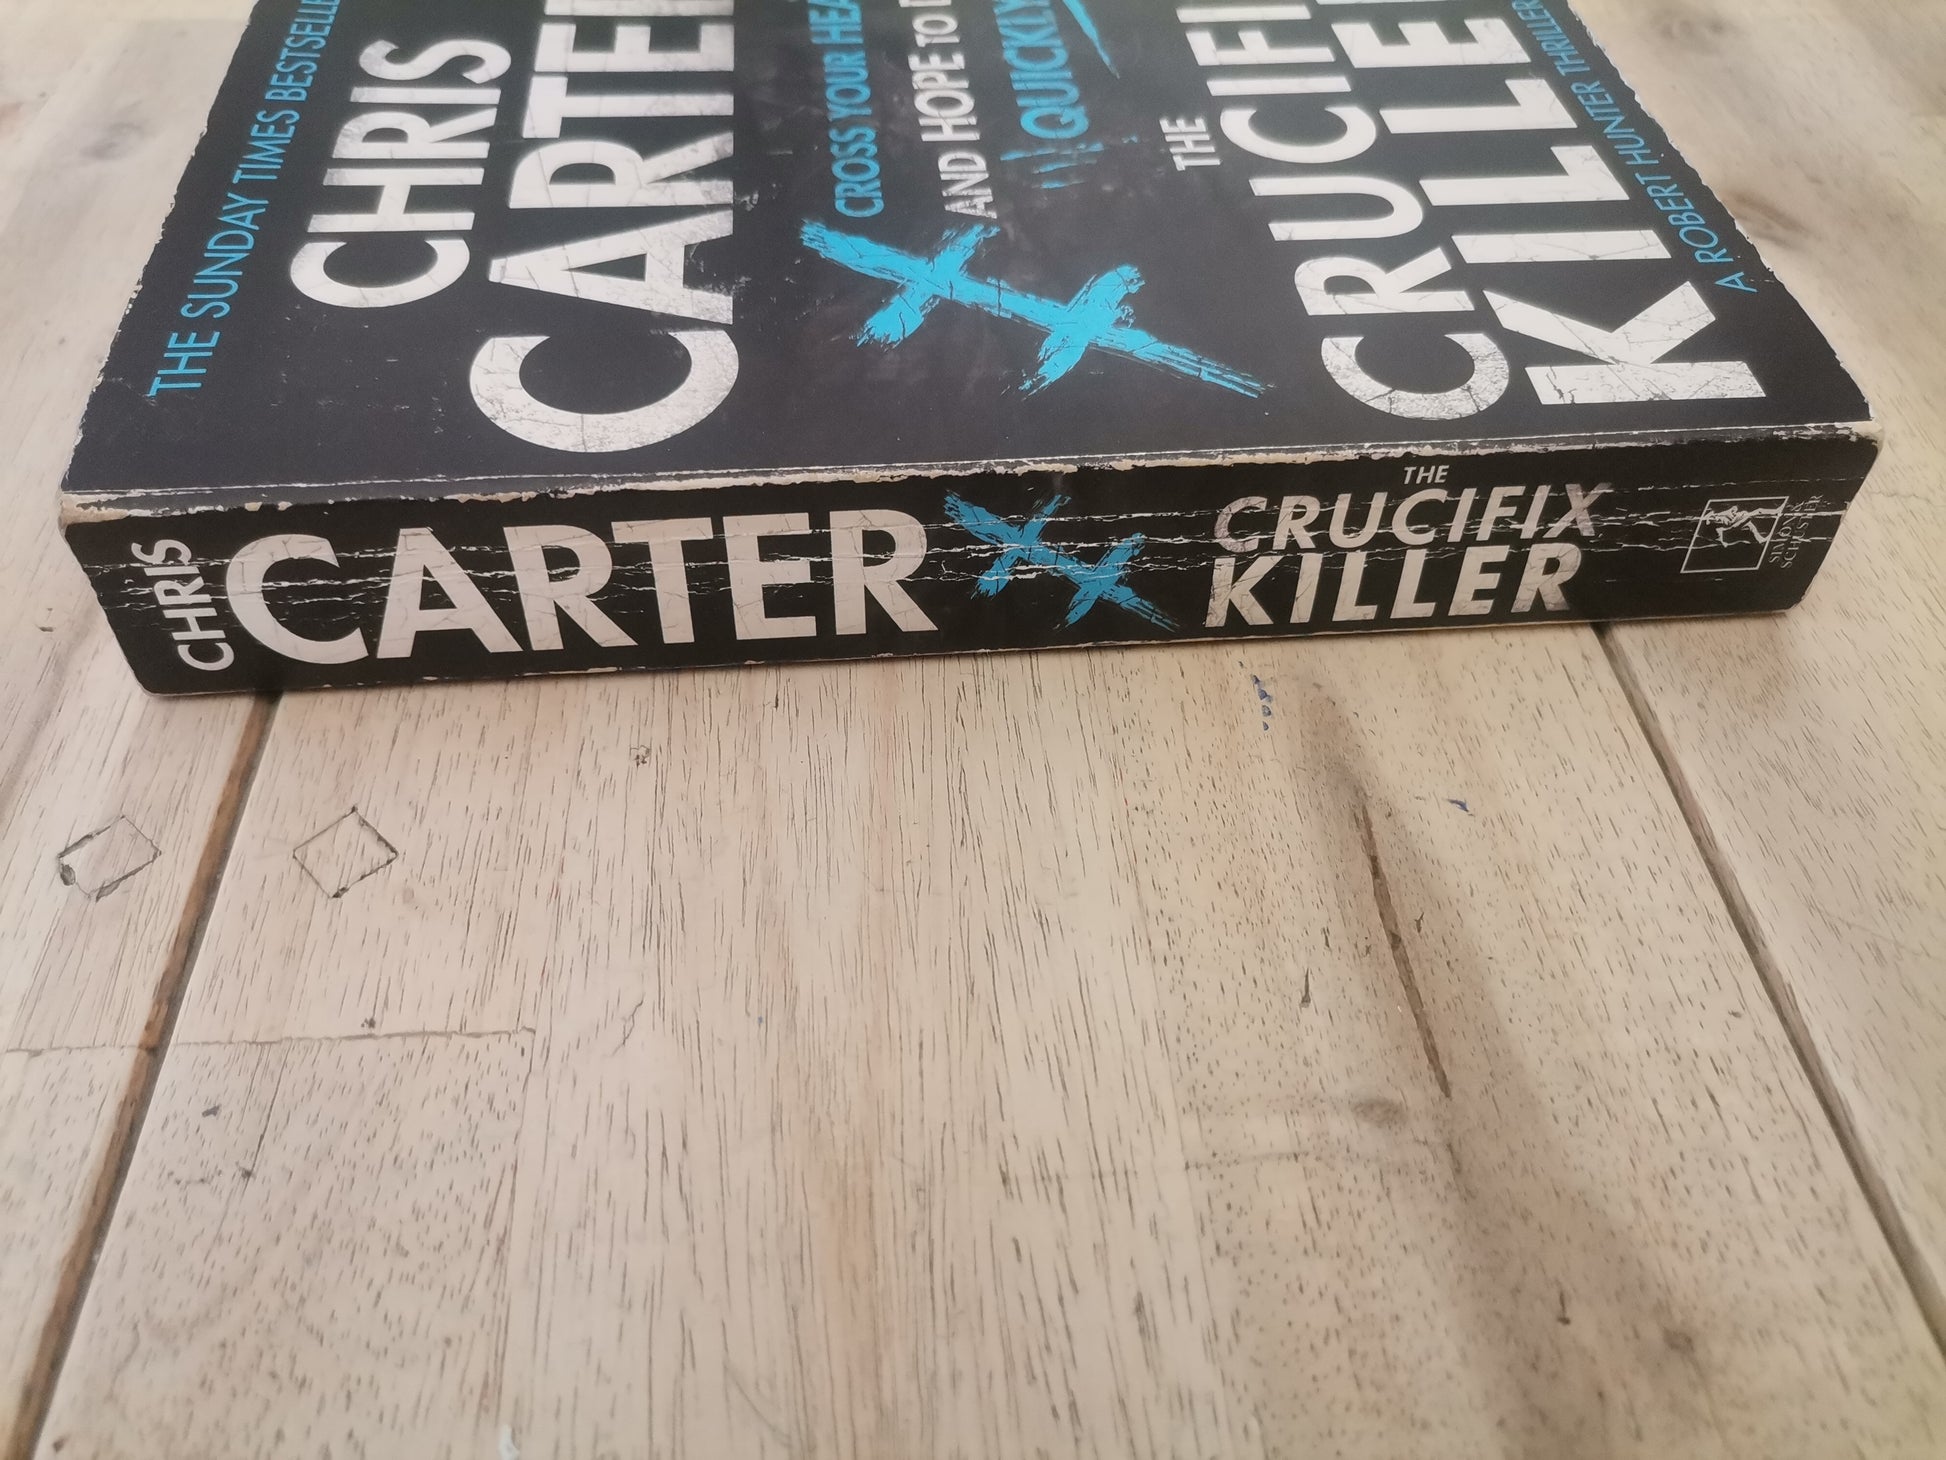 THE SUNDAY TIMES BESTSELLE
CHRIS
CARTE
CROSS YOUR HEA
AND HOPE TO
QUICKLY
THE
CRUCIFI
KILLE
A ROBERT HUNTER THRILLER
CHRIS
CARTER
THE
CRUCIFIX
KILLER
SIMON &
SCHUSTER